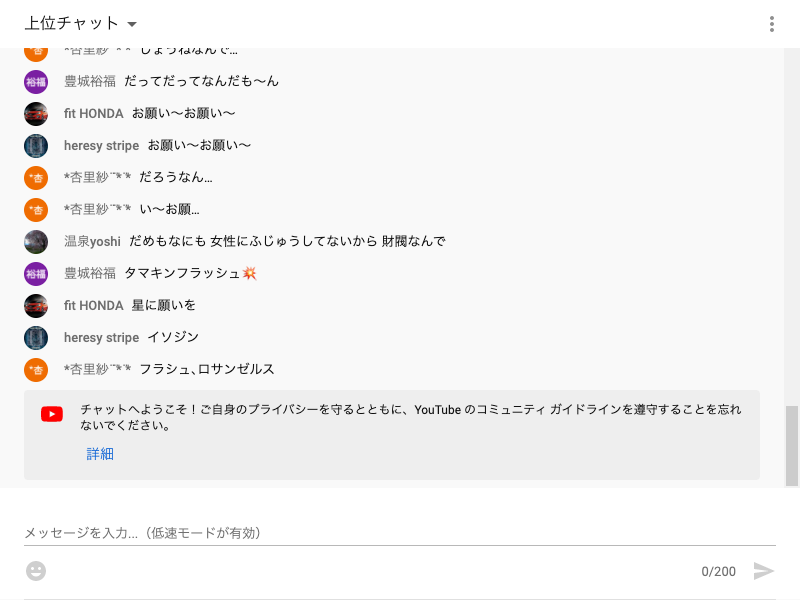 上位チャット
*杏里紗¨*¨* しょうねなんで…
豊城裕福 だってだってなんだも〜ん
fit HONDA お願い〜お願い〜
heresy stripe お願い〜お願い〜
*杏里紗¨*¨* だろうなん…
*杏里紗¨*¨* い〜お願…
温泉yoshi だめもなにも 女性にふじゅうしてないから 財閥なんで
豊城裕福 タマキンフラッシュ💥
fit HONDA 星に願いを
heresy stripe イソジン
*杏里紗¨*¨* フラシュ、ロサンゼルス
チャットへようこそ！ご自身のプライバシーを守るとともに、YouTube のコミュニティ ガイドラインを遵守することを忘れ
ないでください。
詳細
メッセージを入力...（低速モードが有効）
0/200